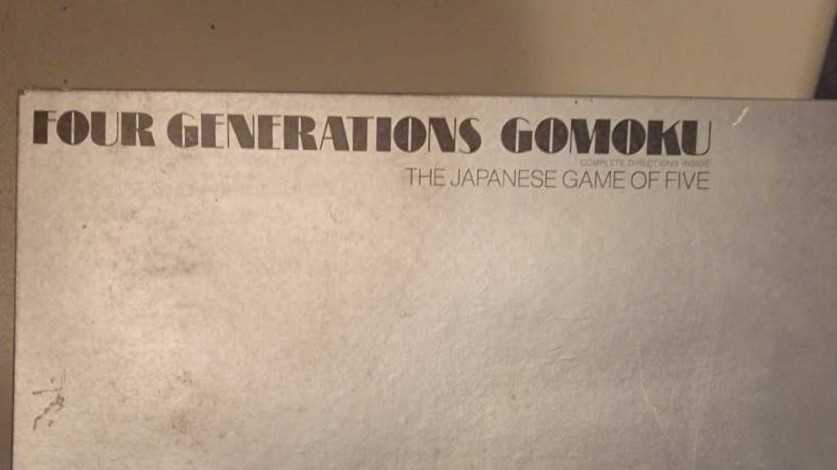 FOUR GENERATIONS GOMOKU
COMPLETE DIRECTIONS INSIDE
THE JAPANESE GAME OF FIVE